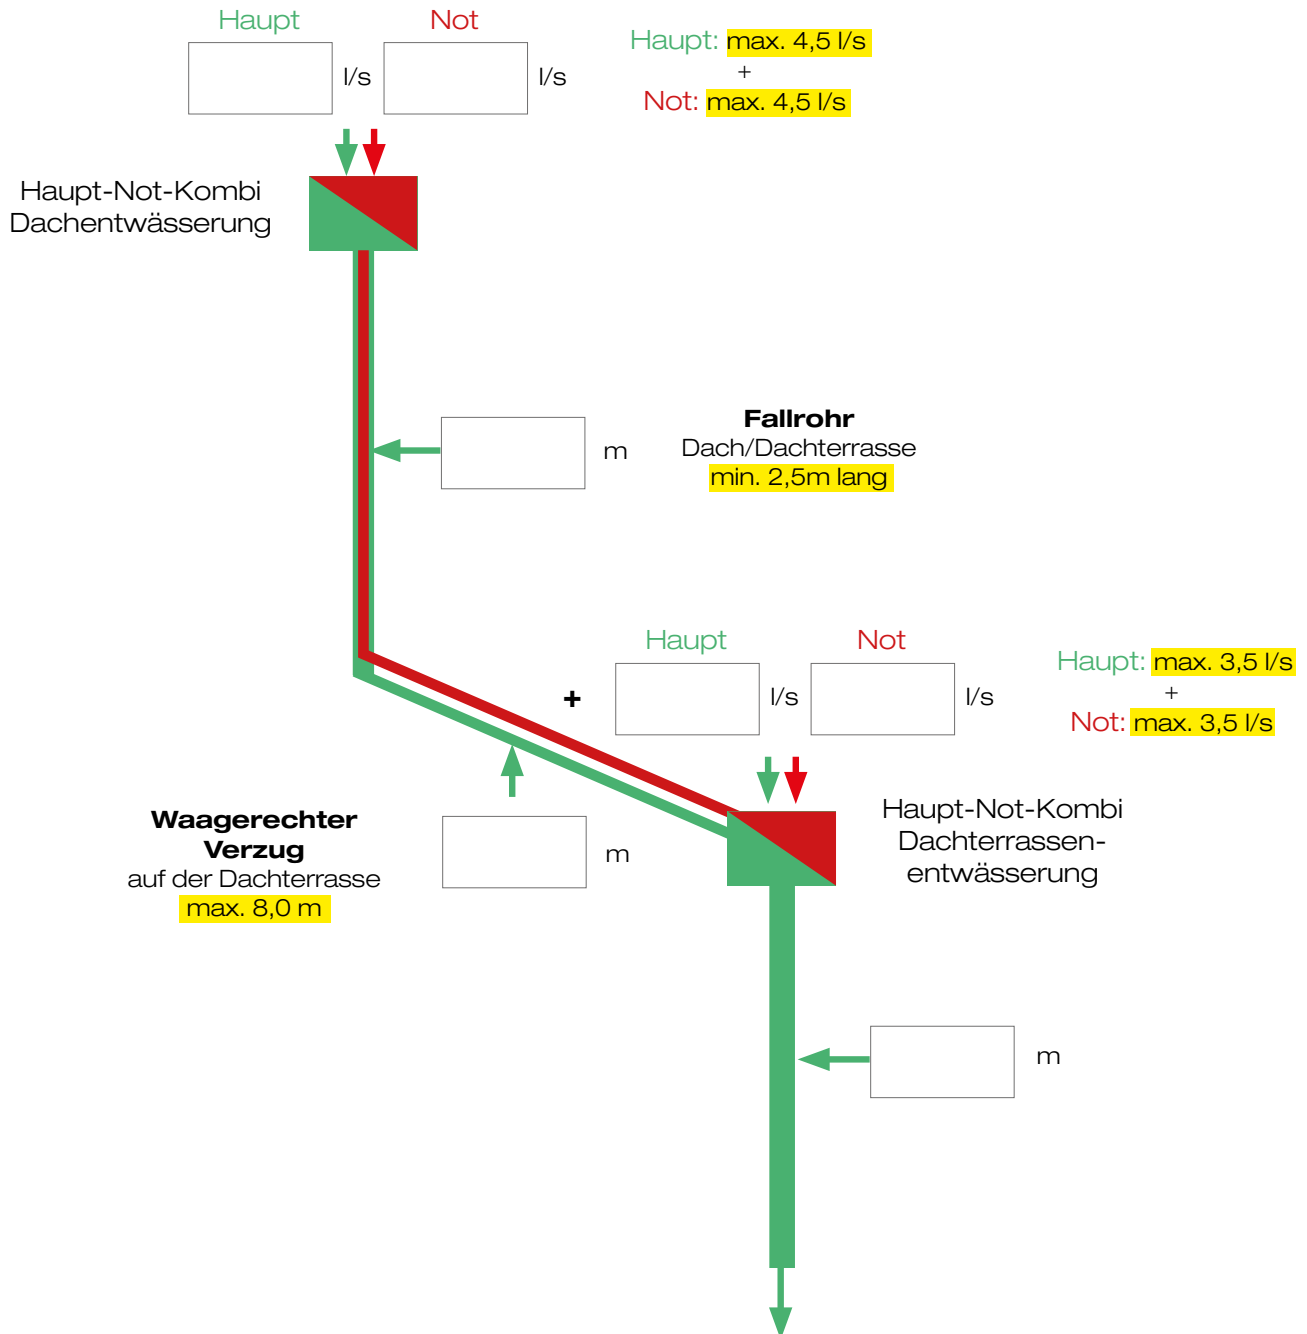 Haupt
Not
l/s
l/s
Haupt: max. 4,5 l/s
+
Not: max. 4,5 l/s
Haupt-Not-Kombi
Dachentwässerung
m
Fallrohr
Dach/Dachterrasse
min. 2,5m lang
Haupt
Not
+
l/s
l/s
Haupt: max. 3,5 l/s
+
Not: max. 3,5 l/s
Waagerechter
Verzug
auf der Dachterrasse
max. 8,0 m
m
Haupt-Not-Kombi
Dachterrassen-
entwässerung
m